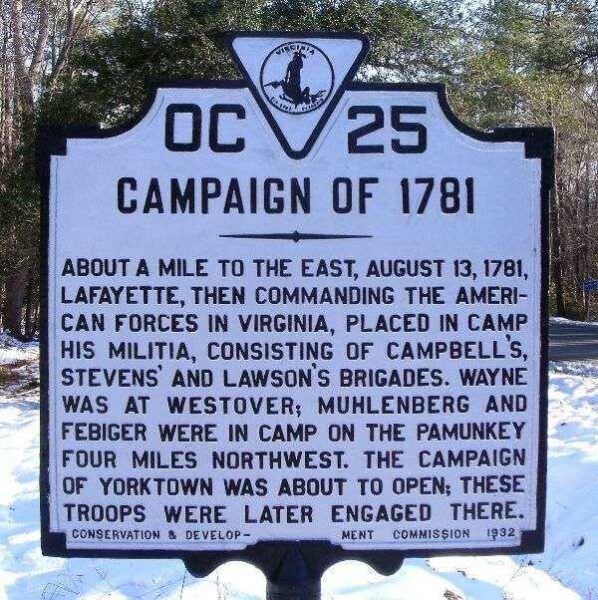 VIRGINIA
OC 25
CAMPAIGN OF 1781
ABOUT A MILE TO THE EAST, AUGUST 13, 1781,
LAFAYETTE, THEN COMMANDING THE AMERI-
CAN FORCES IN VIRGINIA, PLACED IN CAMP
HIS MILITIA, CONSISTING OF CAMPBELL'S,
STEVENS' AND LAWSON'S BRIGADES. WAYNE
WAS AT WESTOVER; MUHLENBERG AND
FEBIGER WERE IN CAMP ON THE PAMUNKEY
FOUR MILES NORTHWEST. THE CAMPAIGN
OF YORKTOWN WAS ABOUT TO OPEN; THESE
TROOPS WERE LATER ENGAGED THERE.
CONSERVATION & DEVELOP- MENT COMMISSION 1932